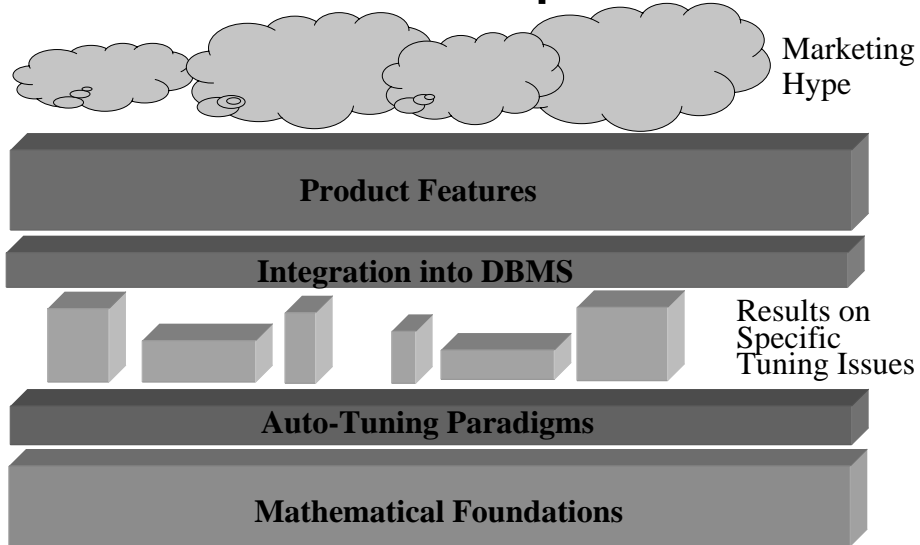 Marketing
Hype
Product Features
Integration into DBMS
Results on
Specific
Tuning Issues
Auto-Tuning Paradigms
Mathematical Foundations